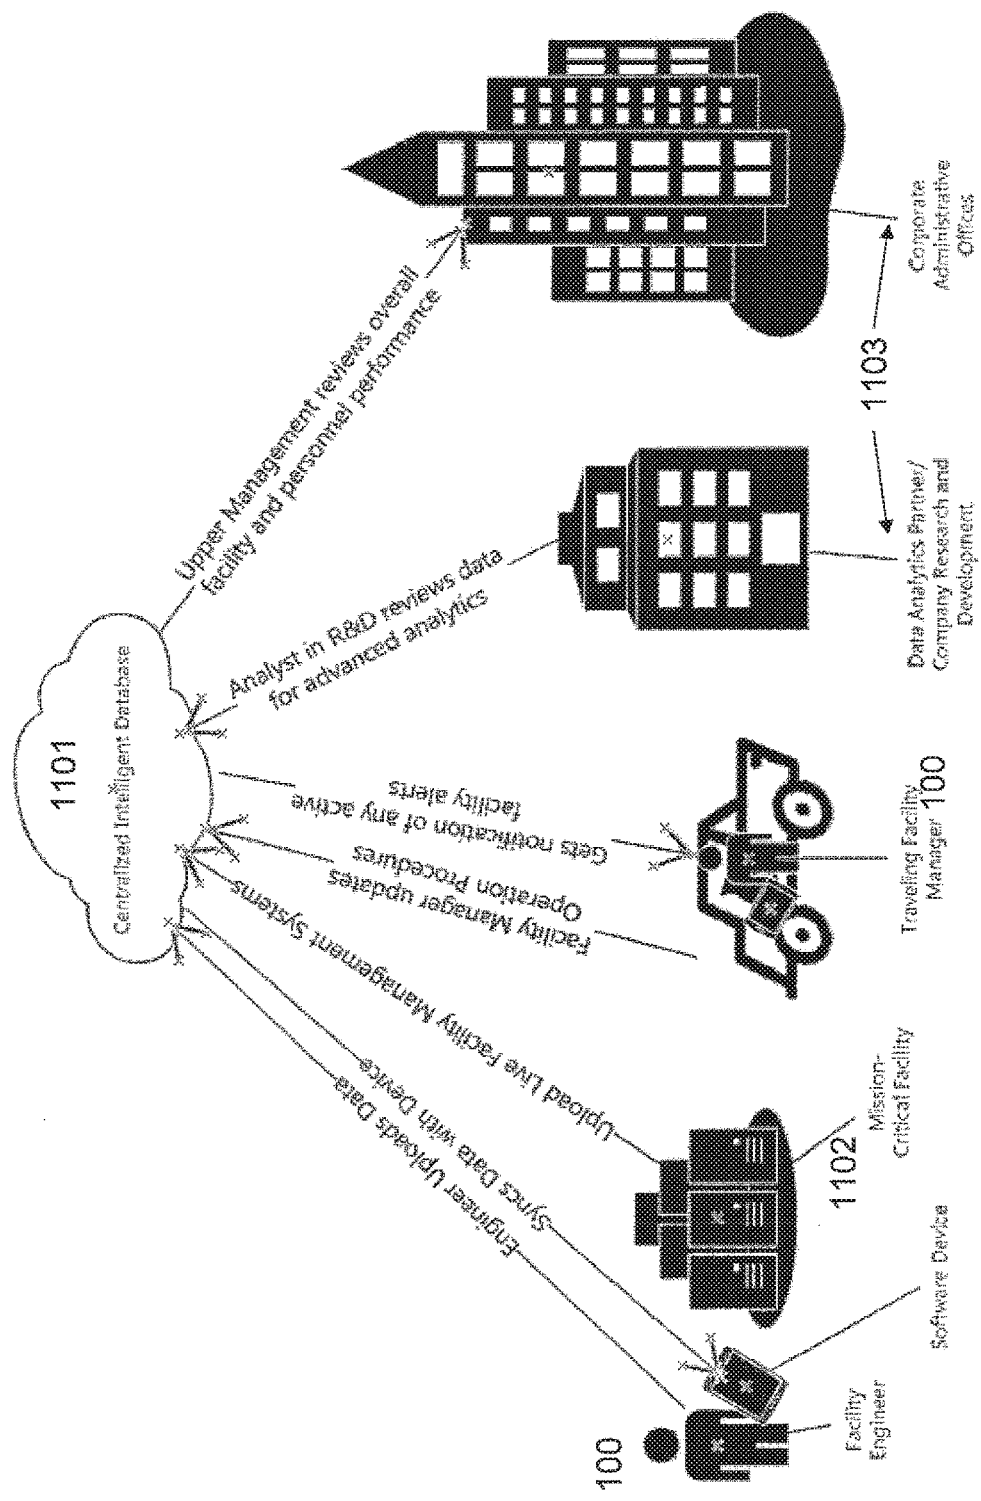 1101
Centralized Intelligent Database
Engineer Uploads Data
Syncs Data with Device
Upload Live Facility Management Systems
Facility Manager updates
Operation Procedures
Gets notification of any active
facility alerts
Analyst in R&D reviews data
for advanced analytics
Upper Management reviews overall
facility and personnel performance
100
Facility
Engineer
Software Device
1102
Mission-
Critical Facility
Traveling Facility
Manager 100
Data Analytics Partner/
Company Research and
Development
1103
Corporate
Administrative
Offices